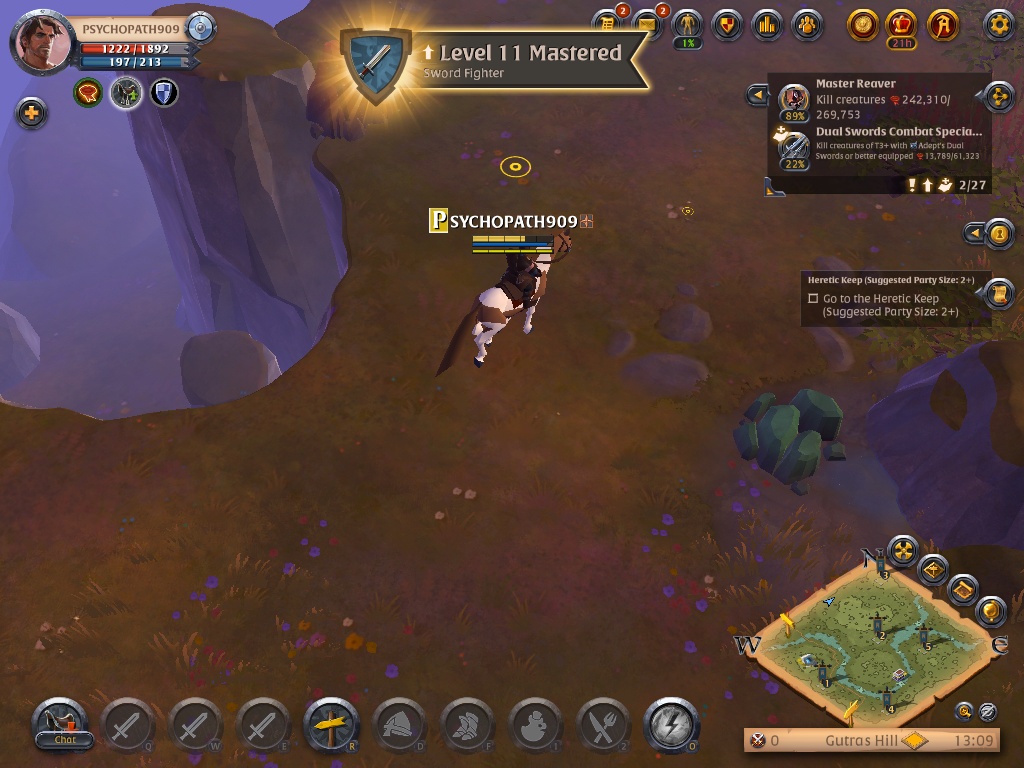 PSYCHOPATH909
1222 / 1892
197 / 213
Level 11 Mastered
Sword Fighter
2
2
1%
21h
Master Reaver
Kill creatures 242,310/
269,753
89%
Dual Swords Combat Specia...
Kill creatures of T3+ with Adept's Dual
Swords or better equipped 13,789/61,323
22%
2/27
PSYCHOPATH909
Heretic Keep (Suggested Party Size: 2+)
Go to the Heretic Keep
(Suggested Party Size: 2+)
N
3
2
W
5
E
1
4
Chat
Q
W
E
R
D
F
1
2
O
0
Gutras Hill
13:09